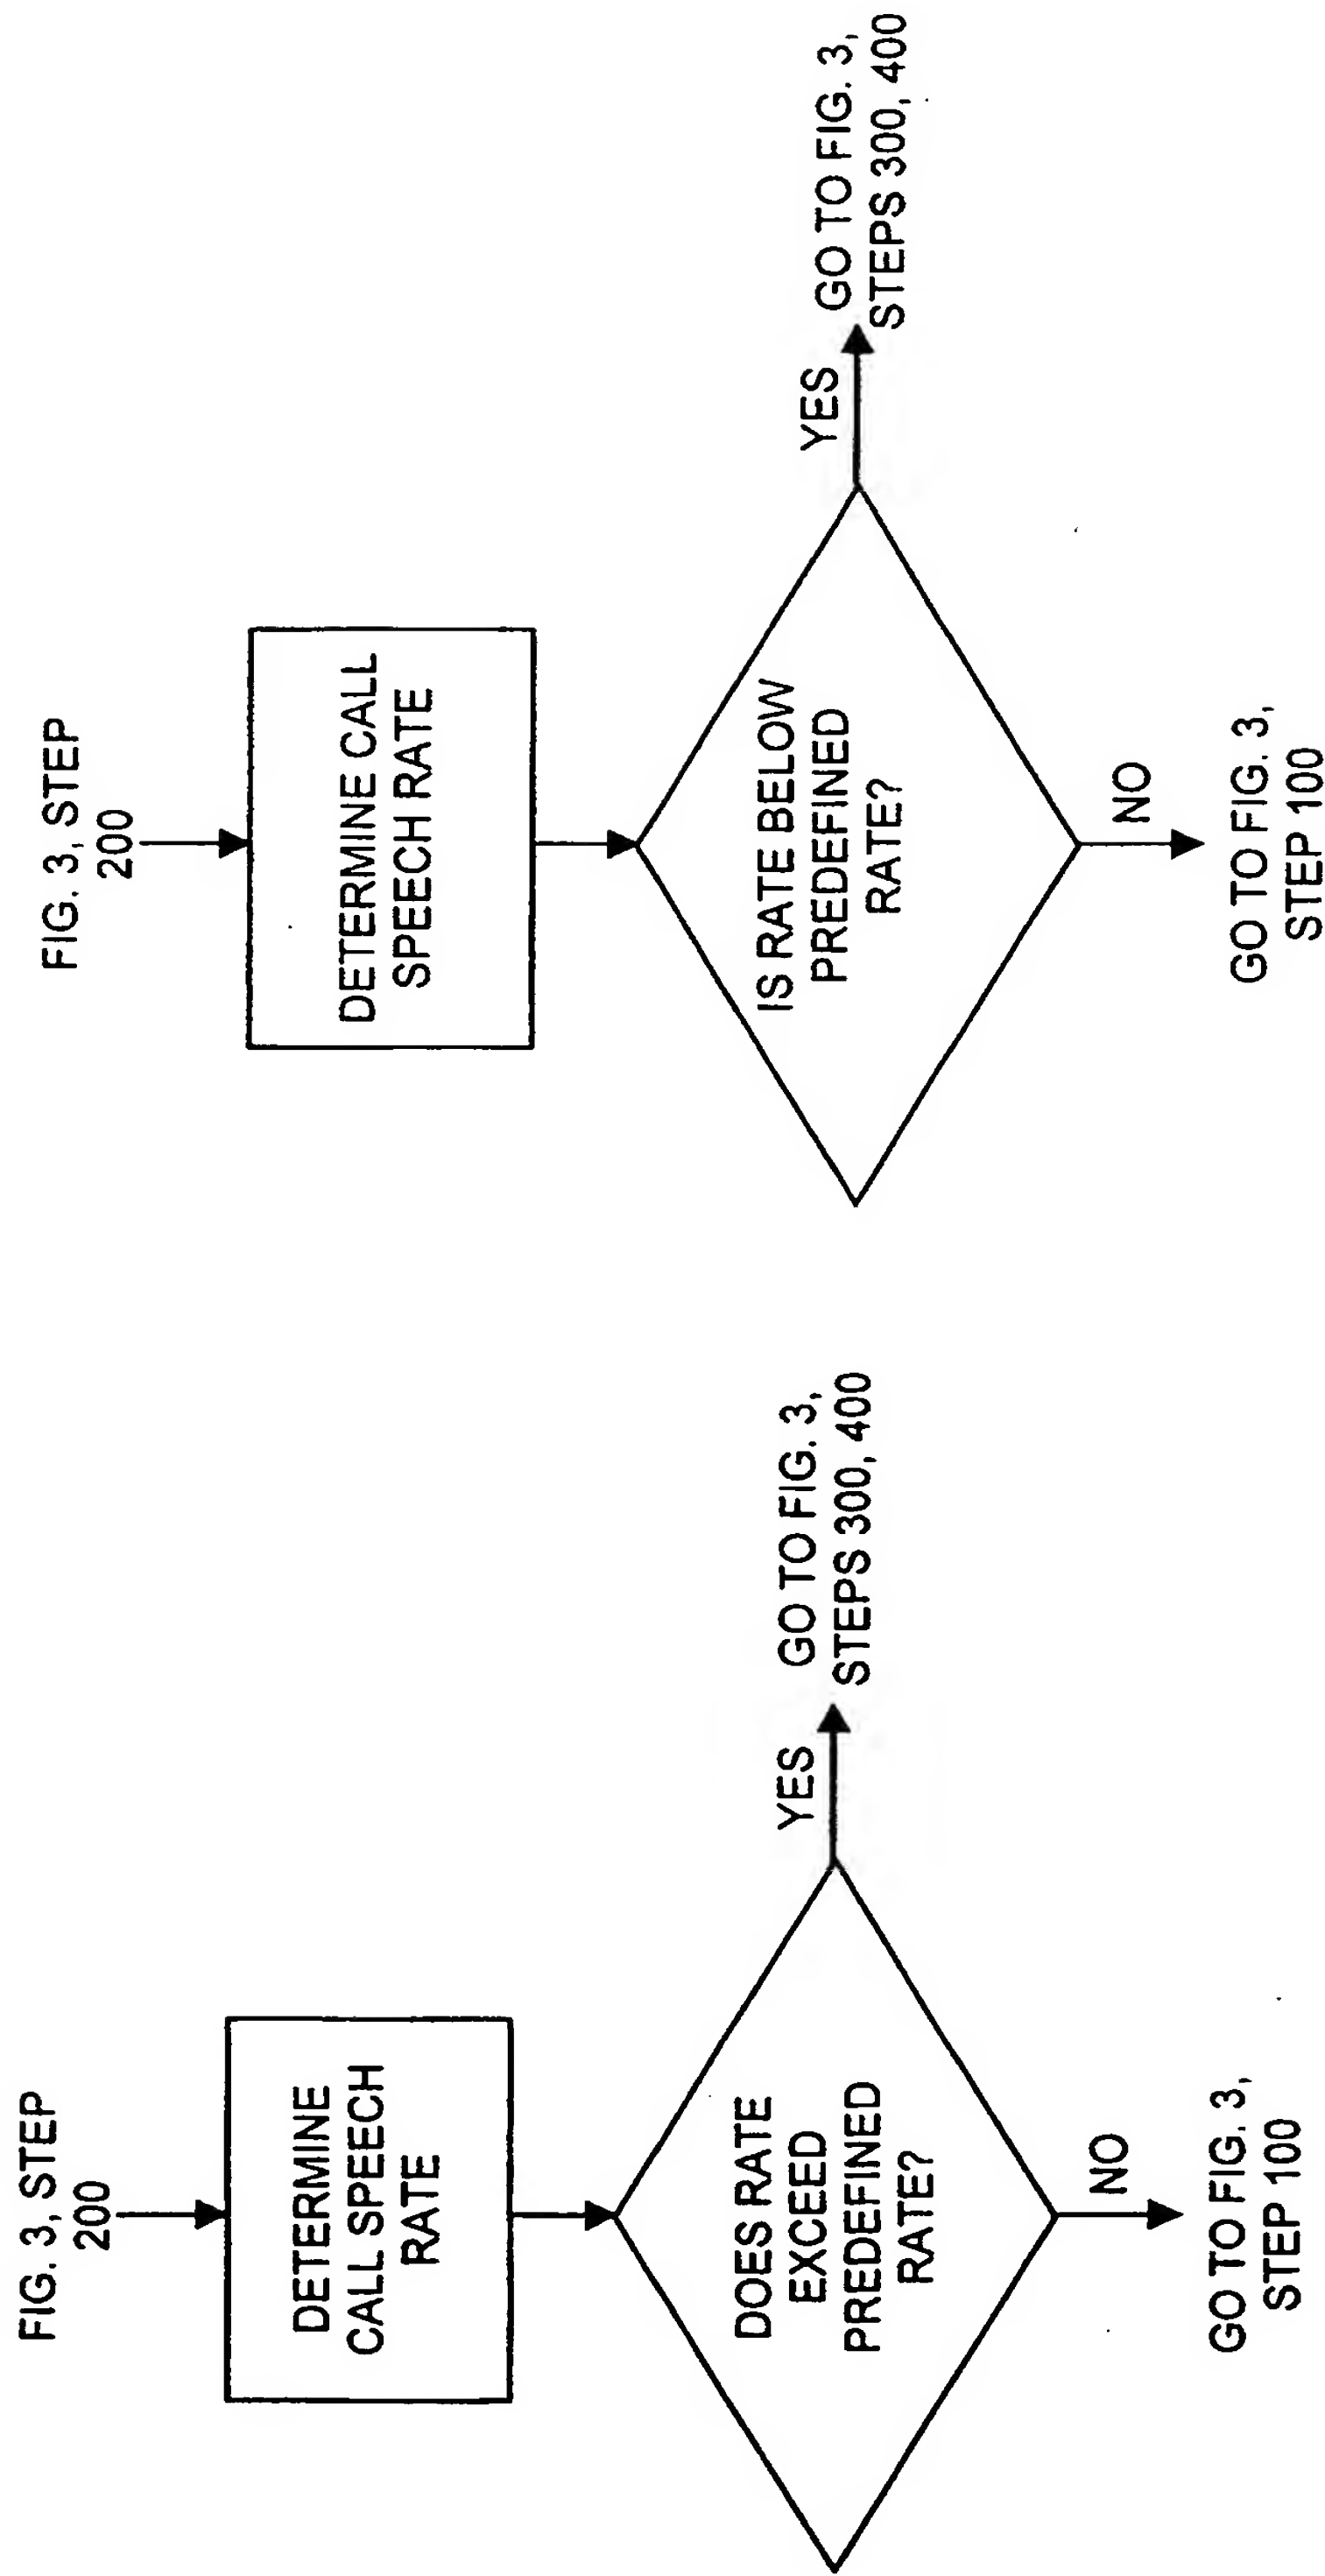 FIG. 3, STEP
200
DETERMINE
CALL SPEECH
RATE
DOES RATE
EXCEED
PREDEFINED
RATE?
YES
GO TO FIG. 3,
STEPS 300, 400
NO
GO TO FIG. 3,
STEP 100
FIG. 3, STEP
200
DETERMINE CALL
SPEECH RATE
IS RATE BELOW
PREDEFINED
RATE?
YES
GO TO FIG. 3,
STEPS 300, 400
NO
GO TO FIG. 3,
STEP 100